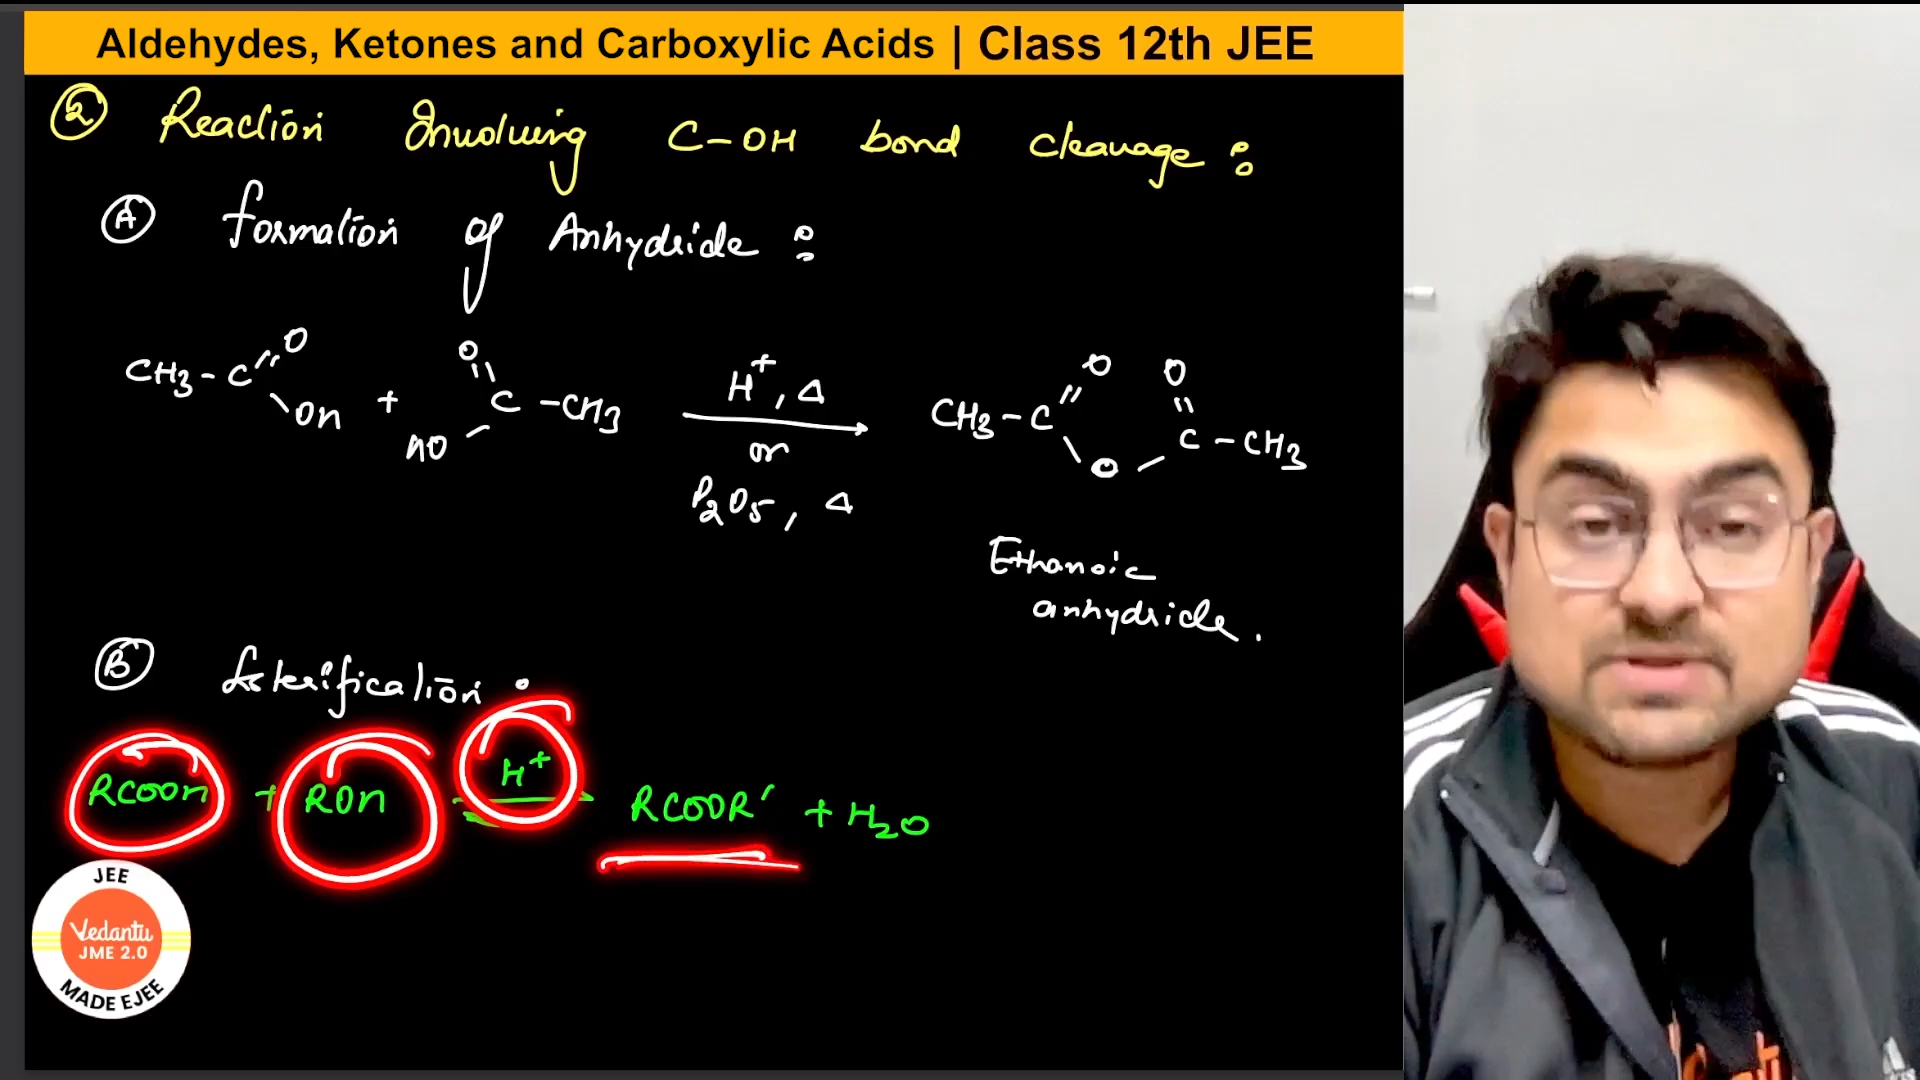 Aldehydes, Ketones and Carboxylic Acids | Class 12th JEE
② Reaction Involving C-OH bond cleavage :
Ⓐ Formation of Anhydride :
CH3-C=O OH + HO C=O -CH3 H+, Δ or P2O5, Δ CH3-C=O O C=O -CH3
Ethanoic
anhydride.
Ⓑ Esterification :
RCOOH + ROH H+ RCOOR' + H2O
JEE
Vedantu
JME 2.0
MADE EJEE